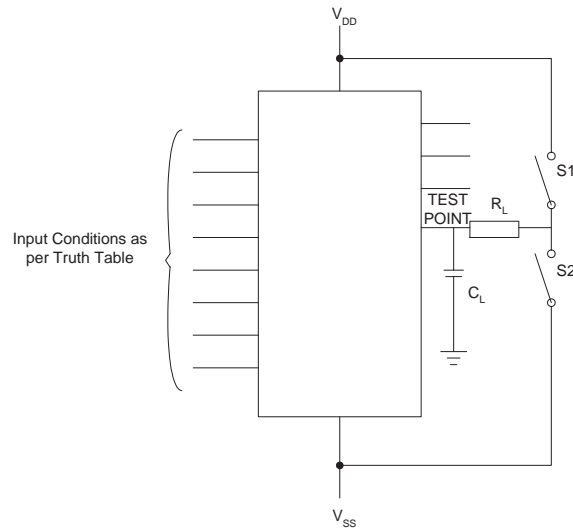 V_DD
S1
TEST
POINT
R_L
Input Conditions as
per Truth Table
S2
C_L
V_SS